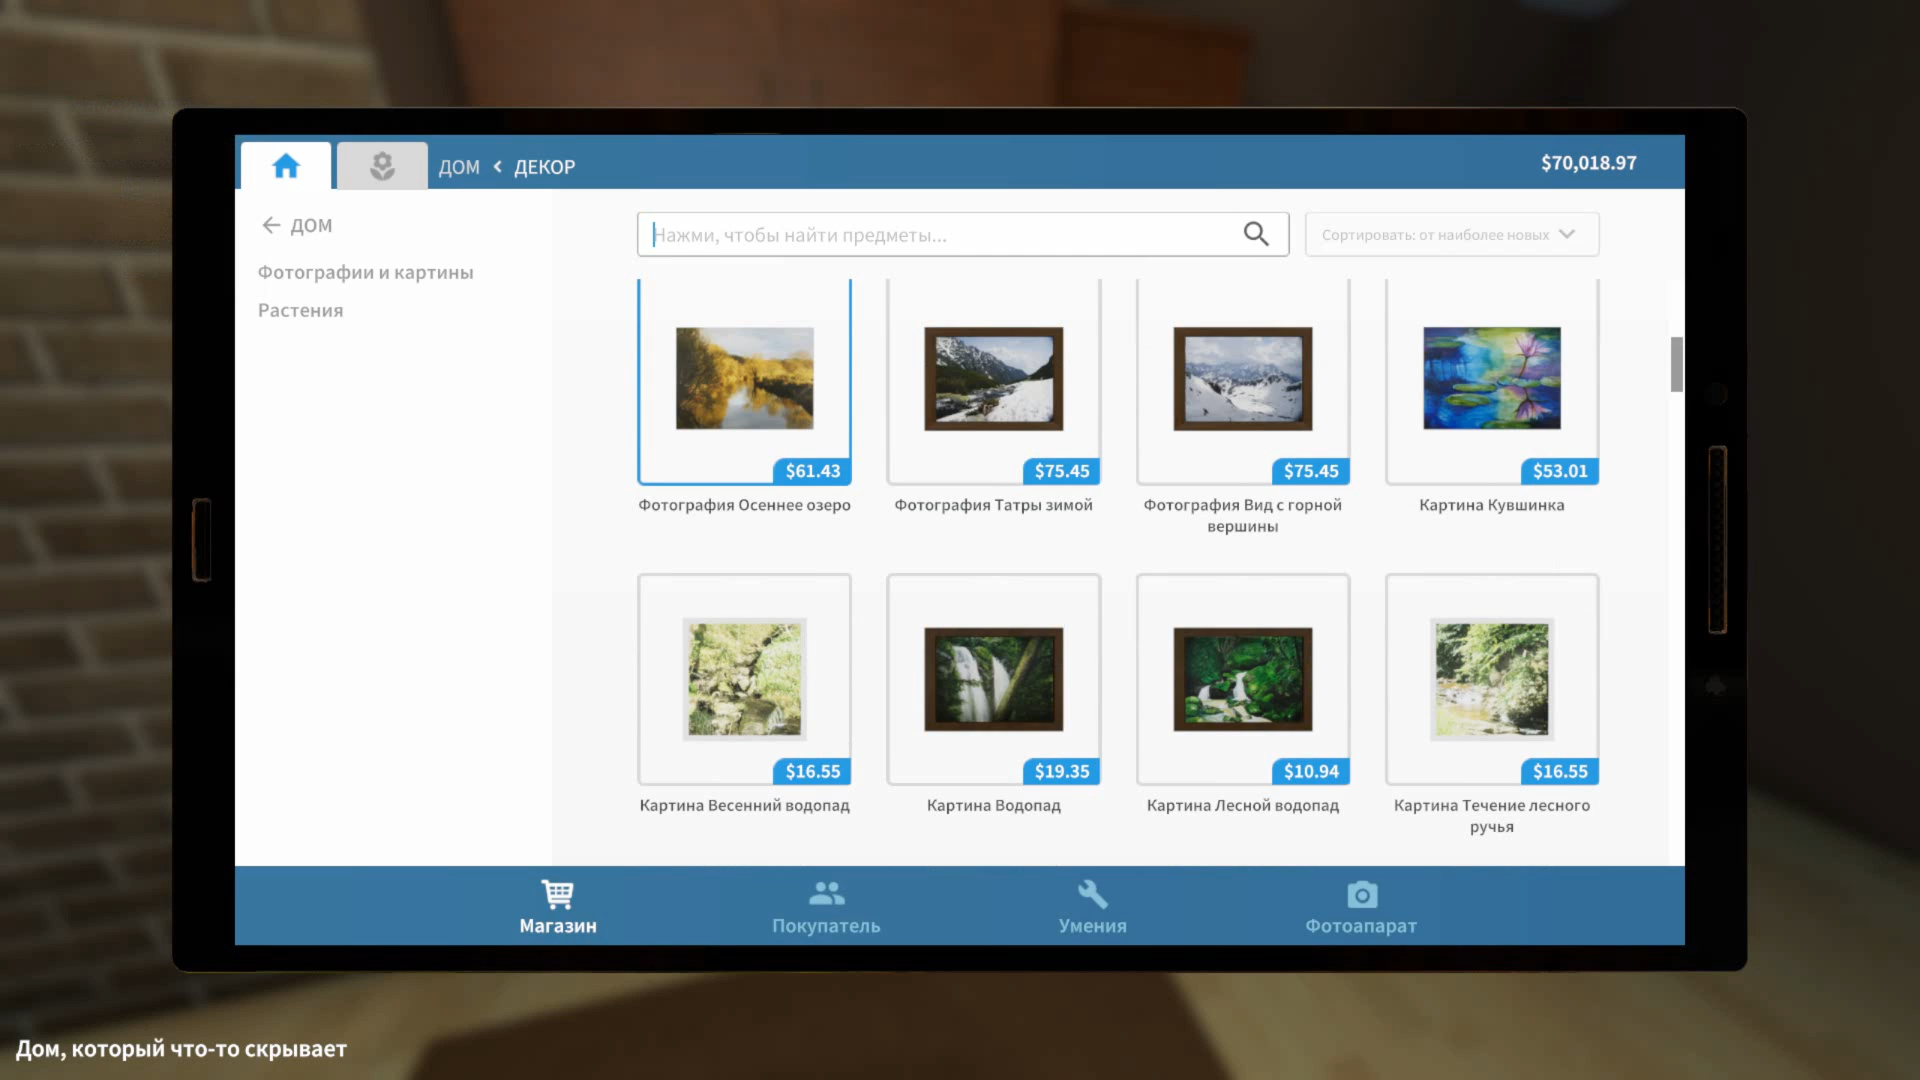 ДОМ < ДЕКОР
$70,018.97
← ДОМ
Фотографии и картины
Растения
Нажми, чтобы найти предметы...
Сортировать: от наиболее новых
$61.43
$75.45
$75.45
$53.01
Фотография Осеннее озеро
Фотография Татры зимой
Фотография Вид с горной
вершины
Картина Кувшинка
$16.55
$19.35
$10.94
$16.55
Картина Весенний водопад
Картина Водопад
Картина Лесной водопад
Картина Течение лесного
ручья
Магазин
Покупатель
Умения
Фотоапарат
Дом, который что-то скрывает